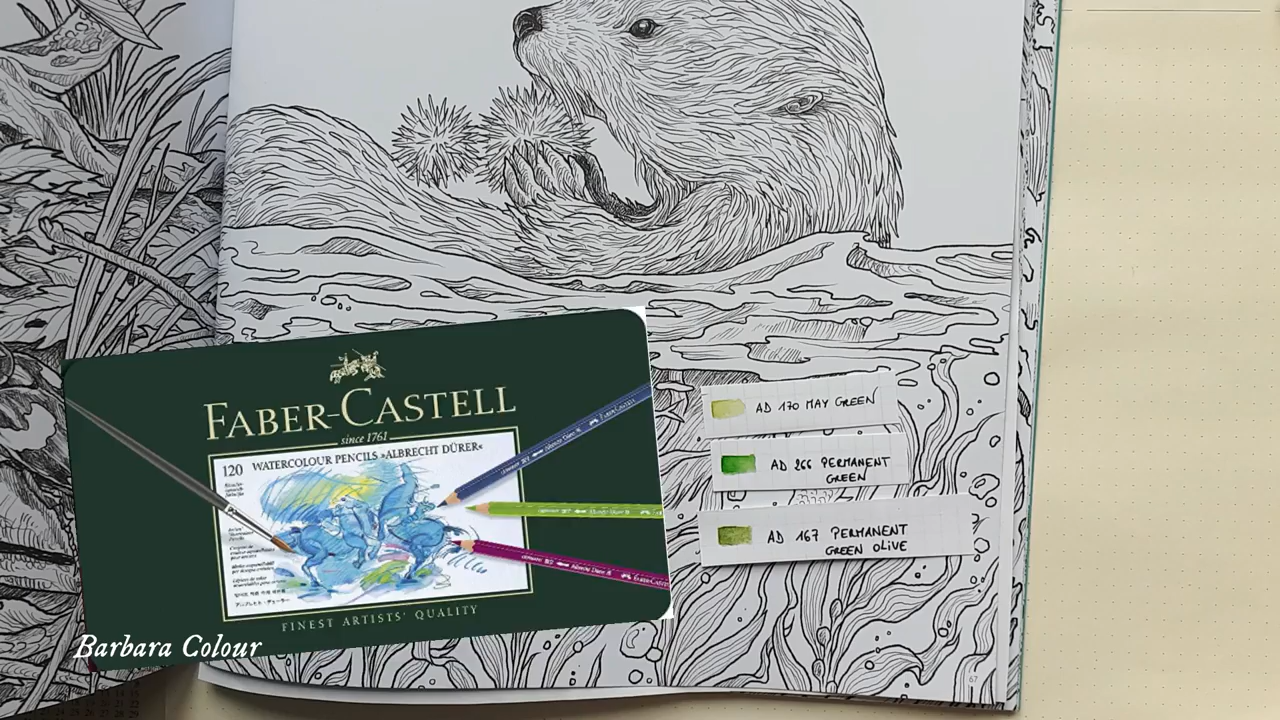 FABER-CASTELL
since 1761
120 WATERCOLOUR PENCILS »ALBRECHT DÜRER«
FINEST ARTISTS' QUALITY
AD 170 MAY GREEN
AD 266 PERMANENT
GREEN
AD 167 PERMANENT
GREEN OLIVE
Barbara Colour
67